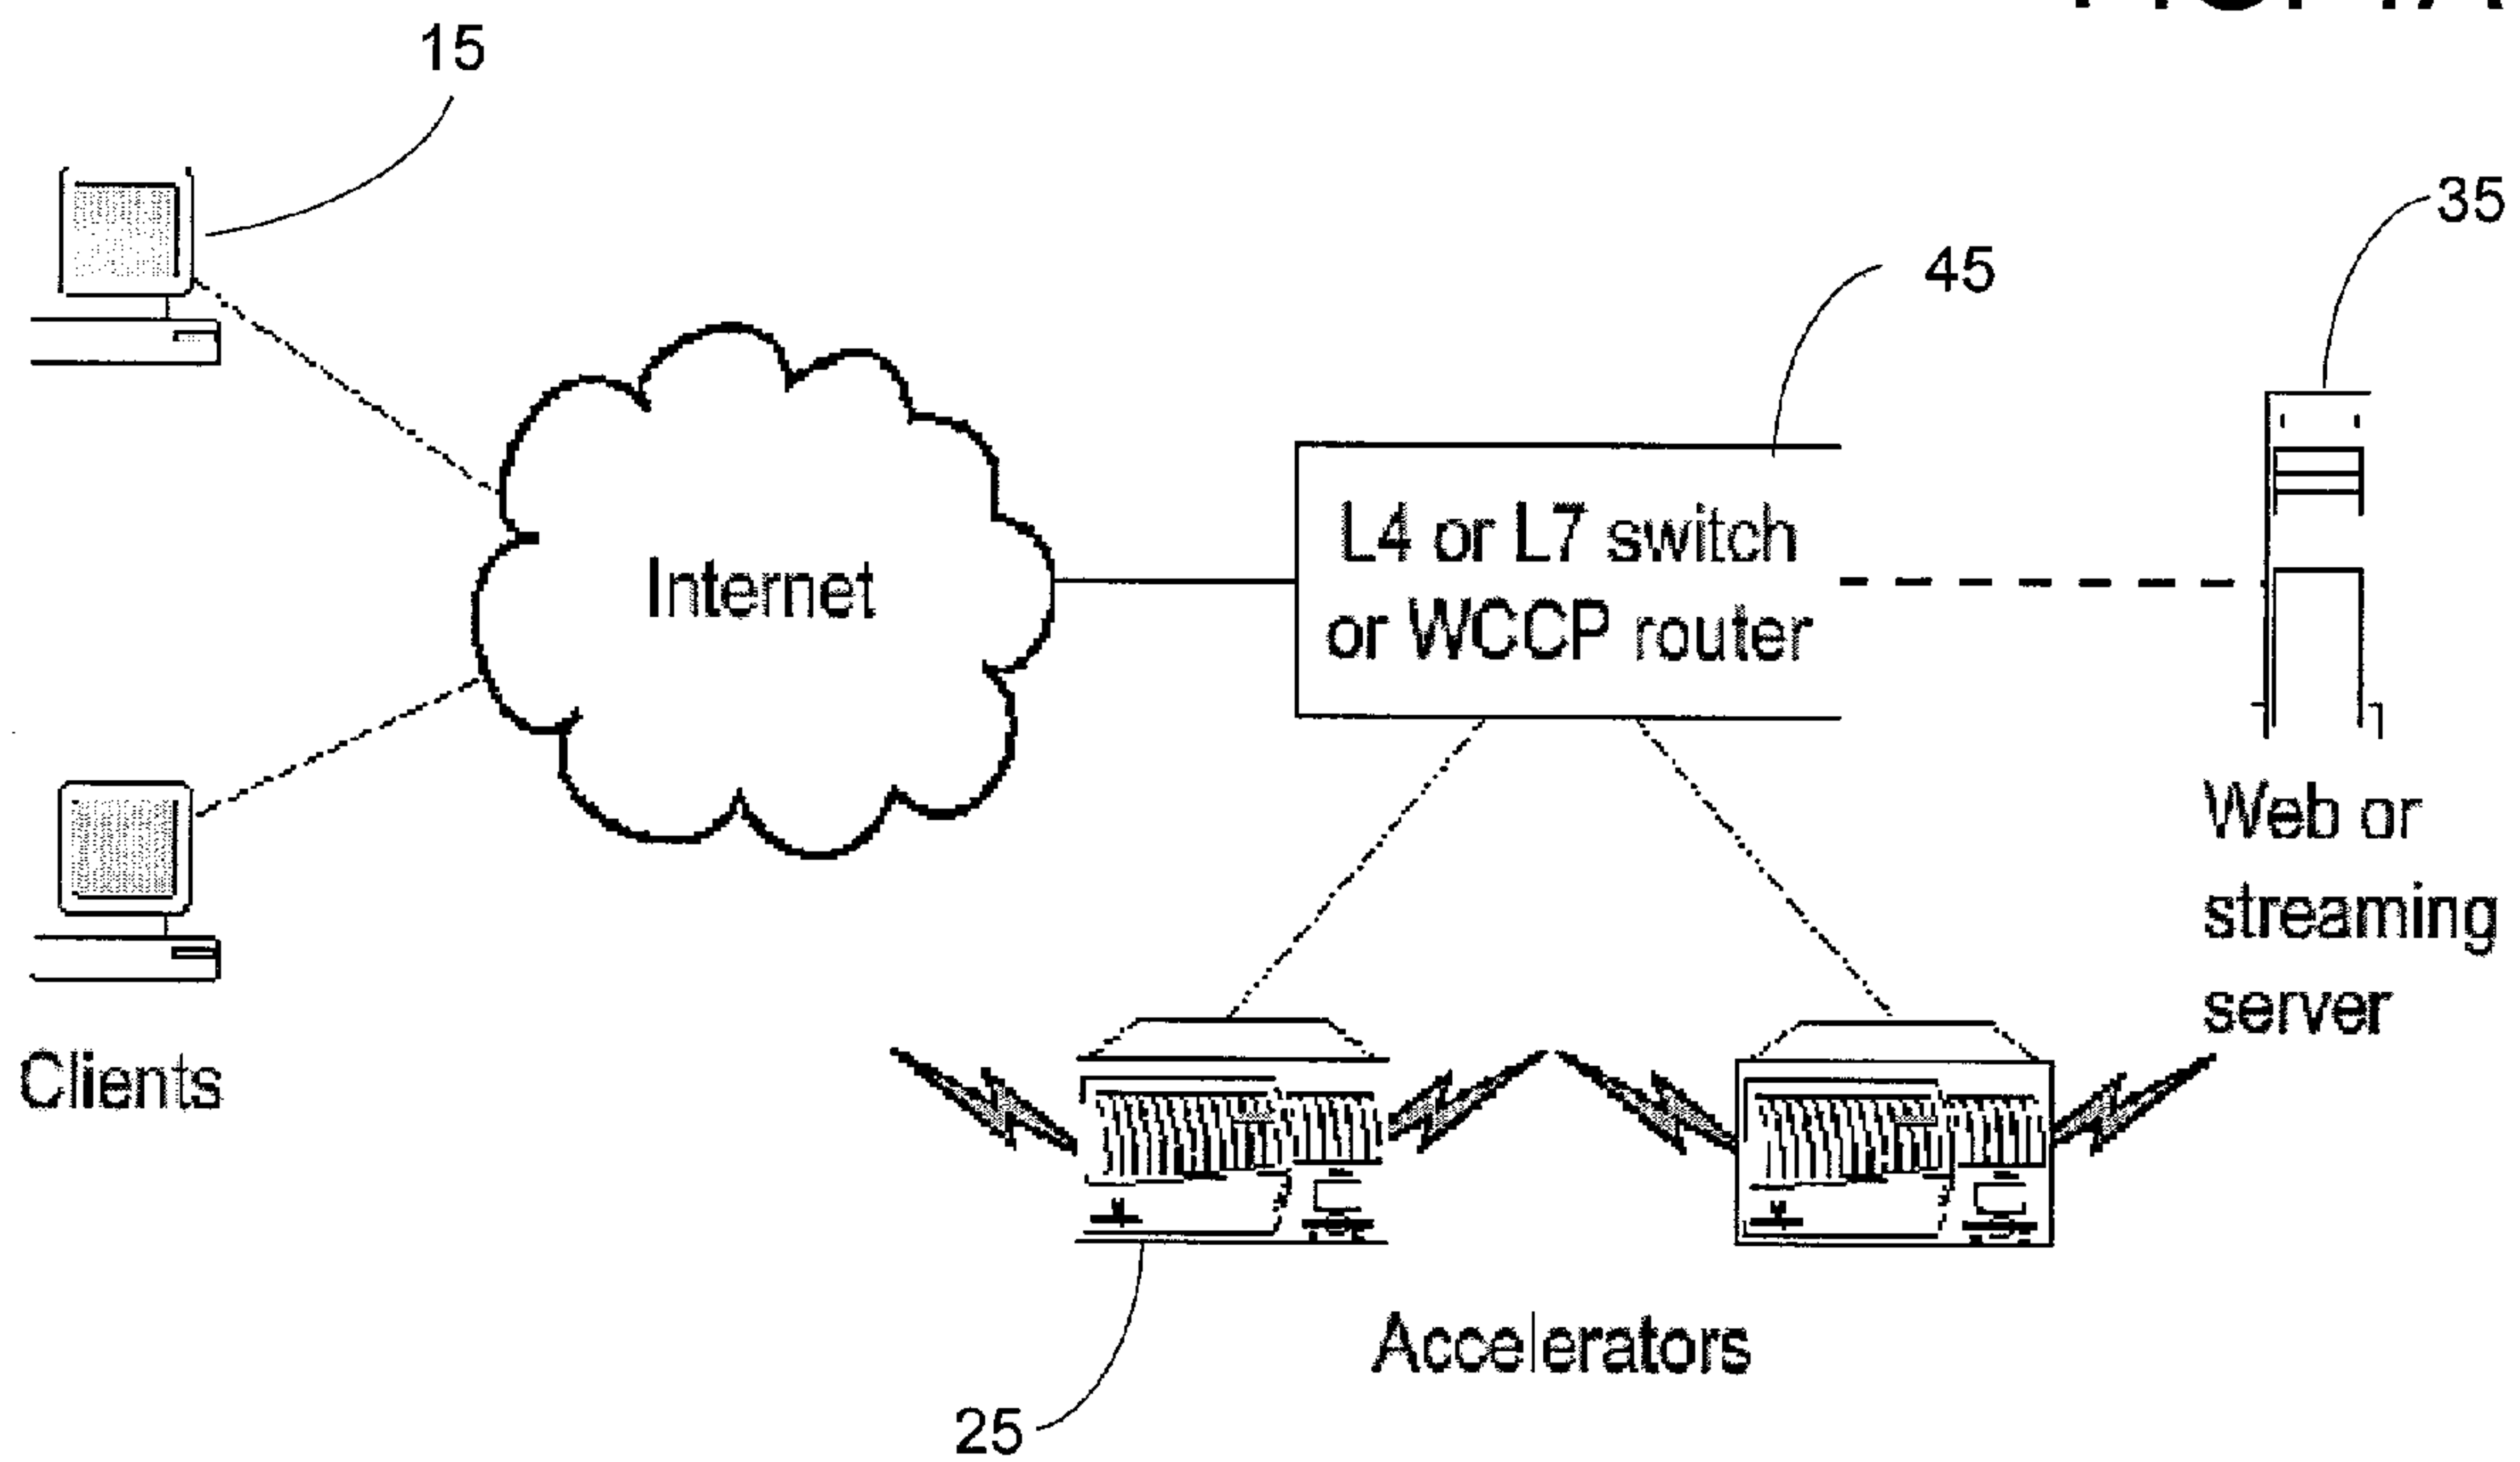 15
35
45
L4 or L7 switch
or WCCP router
Internet
Web or
streaming
server
Clients
Accelerators
25